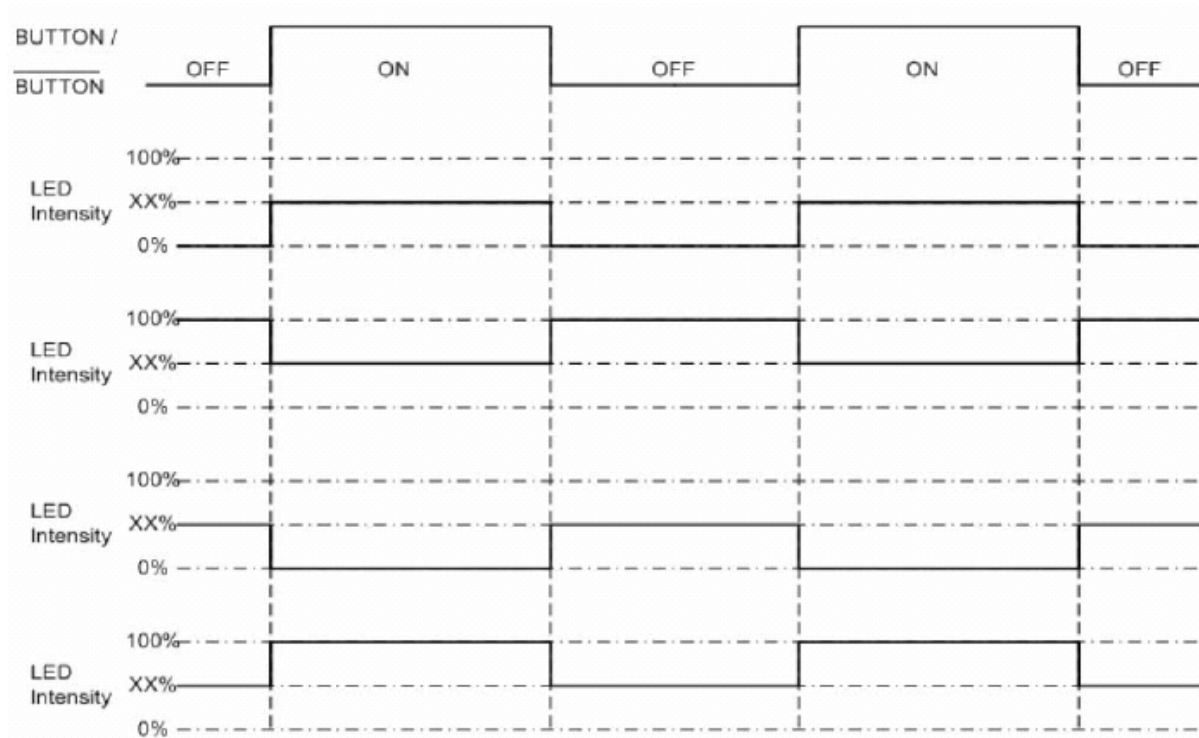 BUTTON /
BUTTON
OFF ON OFF ON OFF
100%
LED
Intensity
XX%
0%
100%
LED
Intensity
XX%
0%
100%
LED
Intensity
XX%
0%
100%
LED
Intensity
XX%
0%